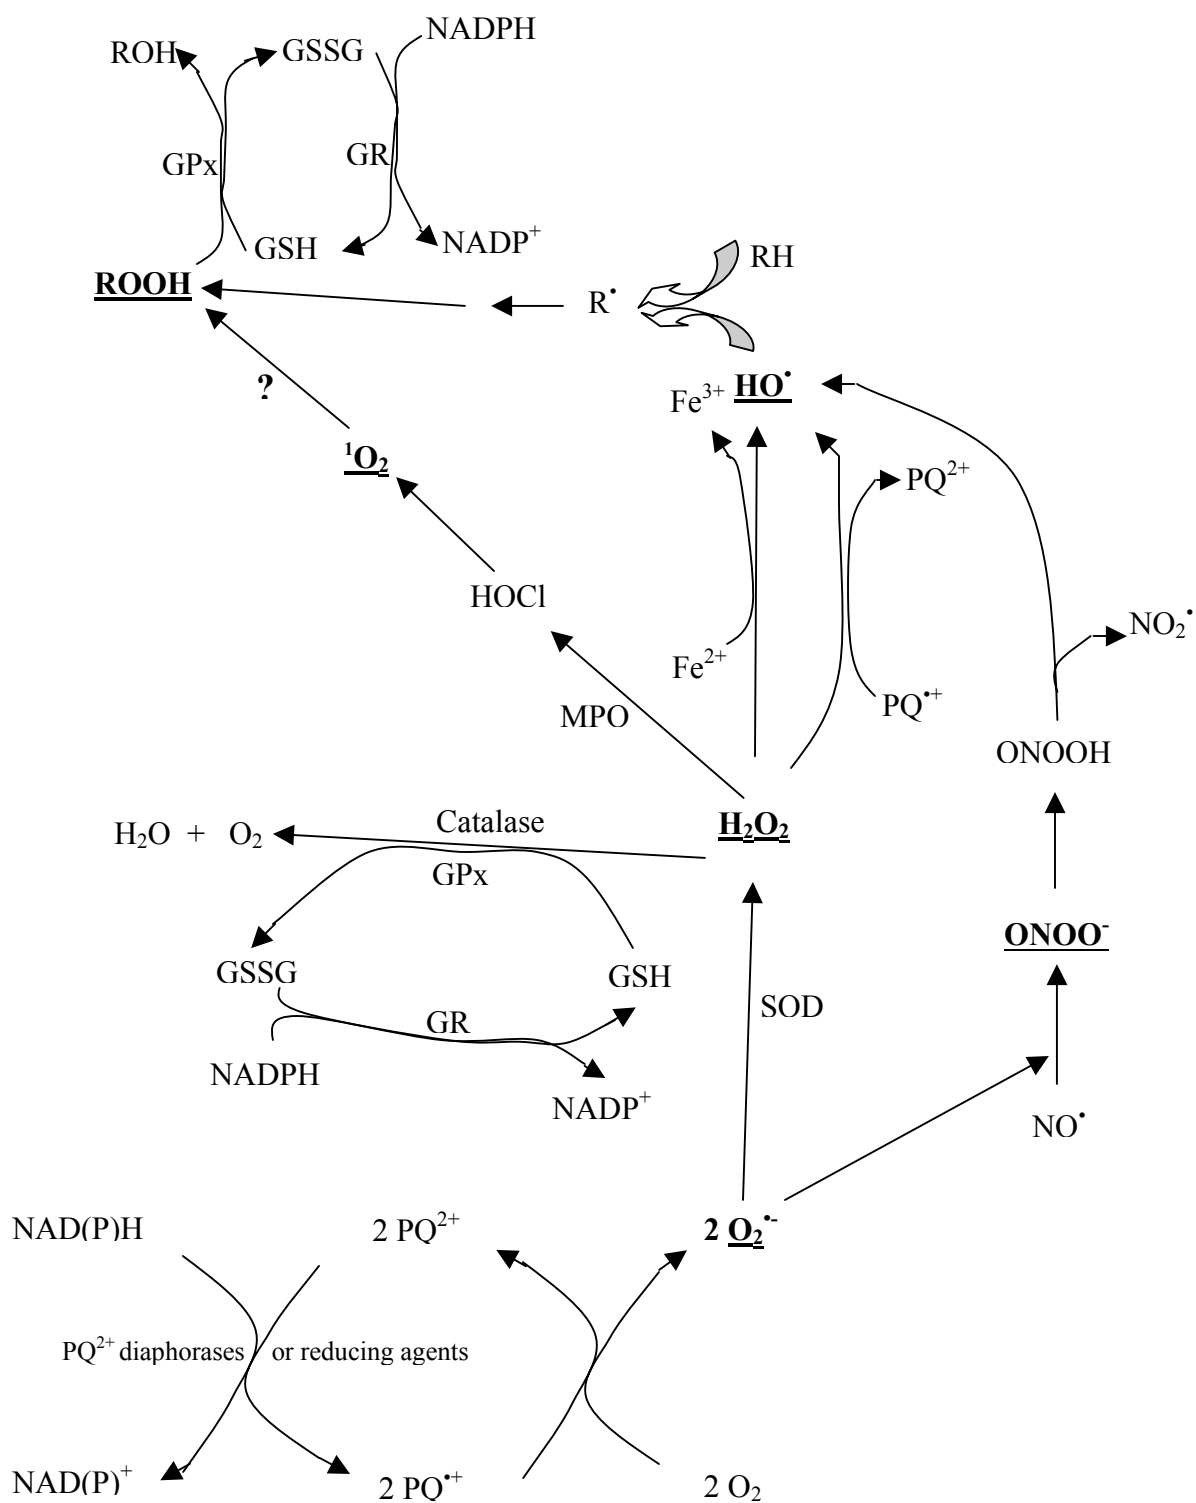 NADPH
ROH GSSG
GPx GR
GSH NADP⁺
ROOH
RH
R•
?
Fe³⁺ HO•
¹O₂
PQ²⁺
HOCl
NO₂•
Fe²⁺
PQ•⁺
MPO
ONOOH
H₂O + O₂ Catalase H₂O₂
GPx
ONOO⁻
GSSG GSH
SOD
GR
NADPH
NADP⁺
NO•
NAD(P)H 2 PQ²⁺ 2 O₂•⁻
PQ²⁺ diaphorases or reducing agents
NAD(P)⁺ 2 PQ•⁺ 2 O₂